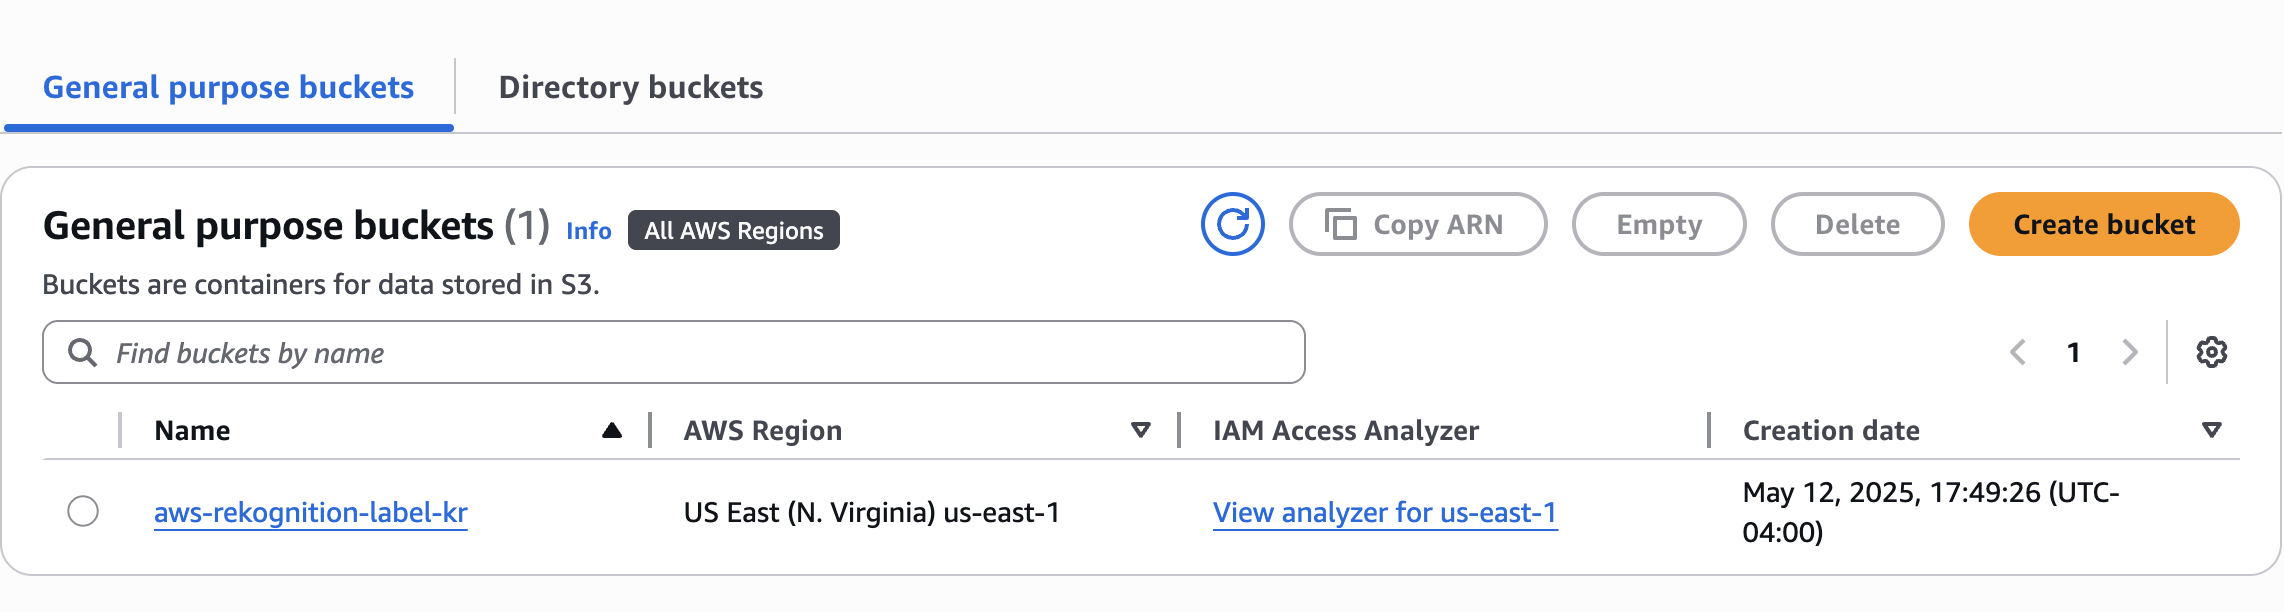 General purpose buckets
Directory buckets
General purpose buckets (1) Info All AWS Regions
Copy ARN
Empty
Delete
Create bucket
Buckets are containers for data stored in S3.
Find buckets by name
1
Name
AWS Region
IAM Access Analyzer
Creation date
aws-rekognition-label-kr
US East (N. Virginia) us-east-1
View analyzer for us-east-1
May 12, 2025, 17:49:26 (UTC-
04:00)